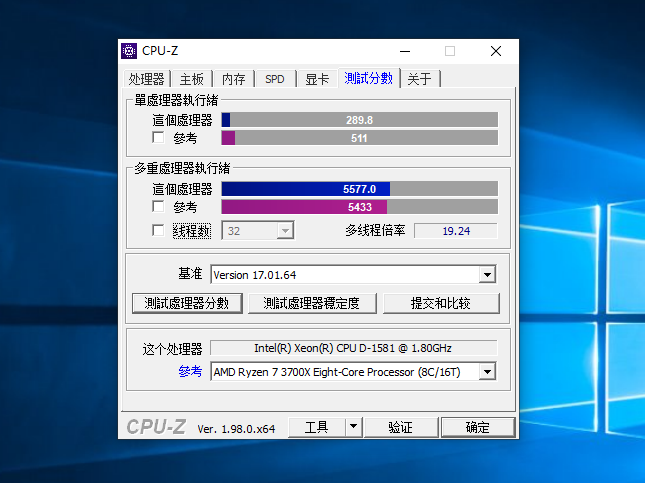 CPU-Z
处理器 主板 内存 SPD 显卡 測試分數 关于
單處理器執行緒
這個處理器 289.8
參考 511
多重處理器執行緒
這個處理器 5577.0
參考 5433
线程数 32 多线程倍率 19.24
基准 Version 17.01.64
測試處理器分數 測試處理器穩定度 提交和比较
这个处理器 Intel(R) Xeon(R) CPU D-1581 @ 1.80GHz
參考 AMD Ryzen 7 3700X Eight-Core Processor (8C/16T)
CPU-Z Ver. 1.98.0.x64 工具 验证 确定